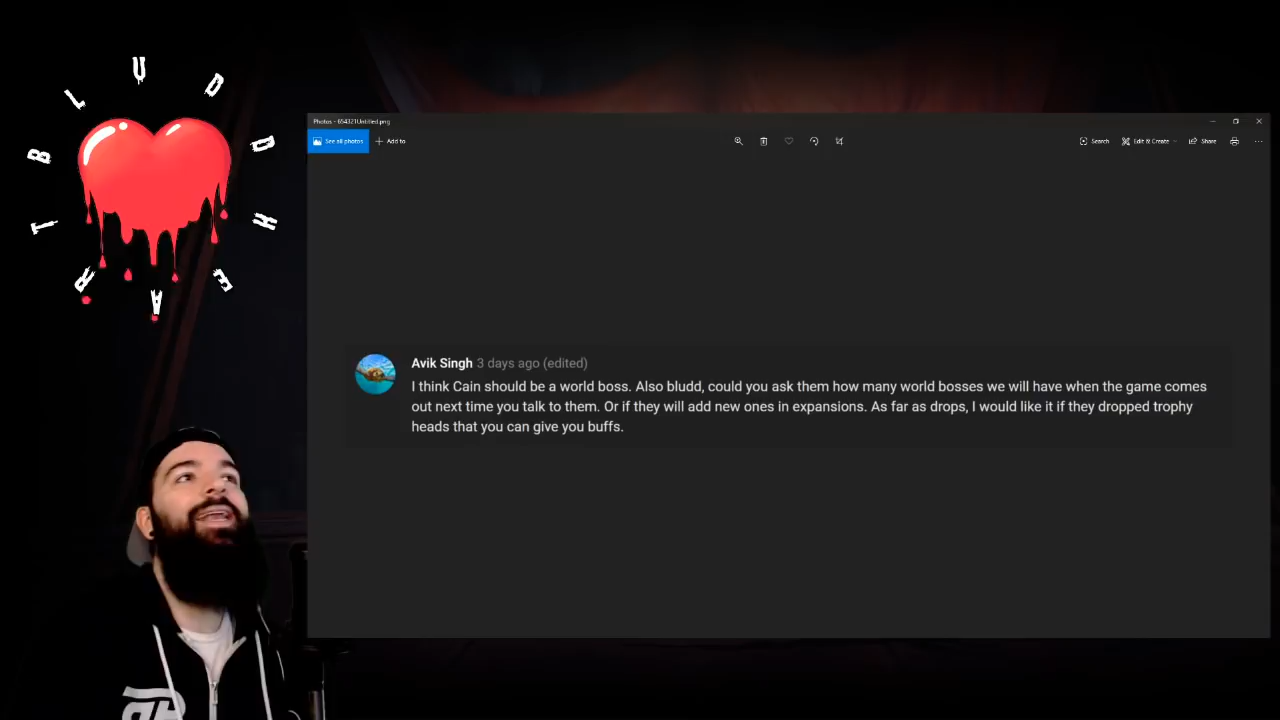 BLUDDHEART
Photos - 654321Untitled.png
See all photos
Add to
Search
Edit & Create
Share
Avik Singh 3 days ago (edited)
I think Cain should be a world boss. Also bludd, could you ask them how many world bosses we will have when the game comes
out next time you talk to them. Or if they will add new ones in expansions. As far as drops, I would like it if they dropped trophy
heads that you can give you buffs.